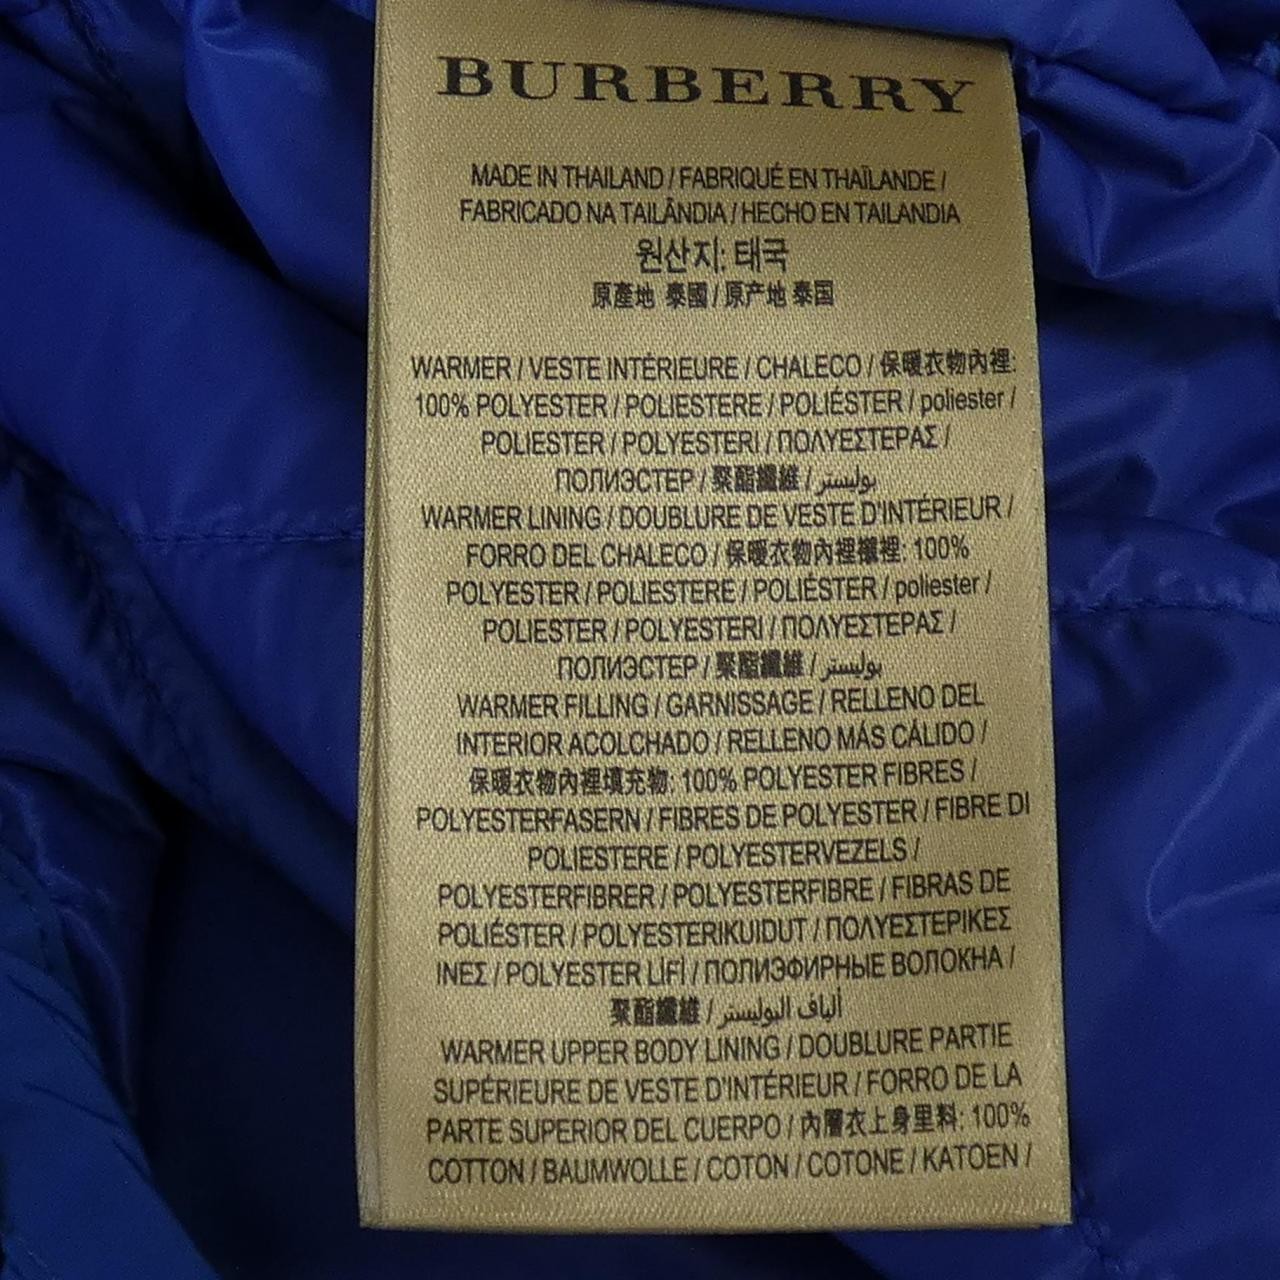 BURBERRY
MADE IN THAILAND / FABRIQUÉ EN THAÏLANDE /
FABRICADO NA TAILÂNDIA / HECHO EN TAILANDIA
원산지: 태국
原產地 泰國 / 原产地 泰国
WARMER / VESTE INTÉRIEURE / CHALECO / 保暖衣物內裡:
100% POLYESTER / POLIESTERE / POLIÉSTER / poliester /
POLIESTER / POLYESTERI / ΠΟΛΥΕΣΤΕΡΑΣ /
ПОЛИЭСТЕР / 聚酯纖維 / بوليستر
WARMER LINING / DOUBLURE DE VESTE D'INTÉRIEUR /
FORRO DEL CHALECO / 保暖衣物內裡襯裡: 100%
POLYESTER / POLIESTERE / POLIÉSTER / poliester /
POLIESTER / POLYESTERI / ΠΟΛΥΕΣΤΕΡΑΣ /
ПОЛИЭСТЕР / 聚酯纖維 / بوليستر
WARMER FILLING / GARNISSAGE / RELLENO DEL
INTERIOR ACOLCHADO / RELLENO MÁS CÁLIDO /
保暖衣物內裡填充物: 100% POLYESTER FIBRES /
POLYESTERFASERN / FIBRES DE POLYESTER / FIBRE DI
POLIESTERE / POLYESTERVEZELS /
POLYESTERFIBRER / POLYESTERFIBRE / FIBRAS DE
POLIÉSTER / POLYESTERIKUIDUT / ΠΟΛΥΕΣΤΕΡΙΚΕΣ
ΙΝΕΣ / POLYESTER LİFİ / ПОЛИЭФИРНЫЕ ВОЛОКНА /
聚酯纖維 / ألياف البوليستر
WARMER UPPER BODY LINING / DOUBLURE PARTIE
SUPÉRIEURE DE VESTE D'INTÉRIEUR / FORRO DE LA
PARTE SUPERIOR DEL CUERPO / 內層衣上身里料: 100%
COTTON / BAUMWOLLE / COTON / COTONE / KATOEN /